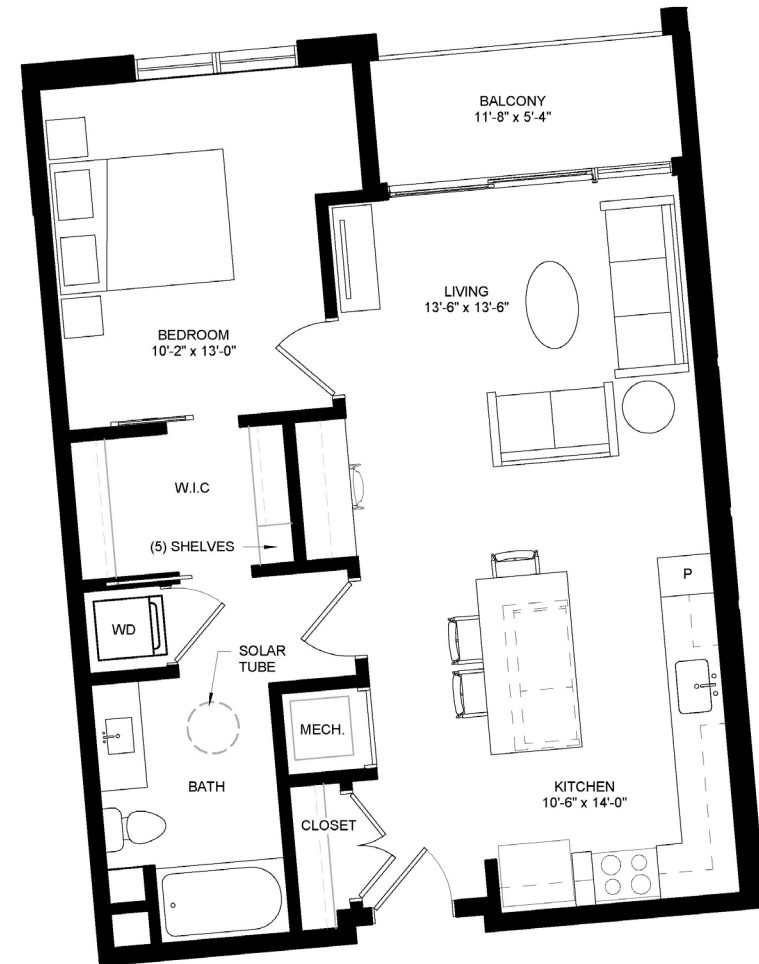 BALCONY
11'-8" x 5'-4"
LIVING
13'-6" x 13'-6"
BEDROOM
10'-2" x 13'-0"
W.I.C
(5) SHELVES
P
WD
SOLAR
TUBE
MECH.
BATH
KITCHEN
10'-6" x 14'-0"
CLOSET